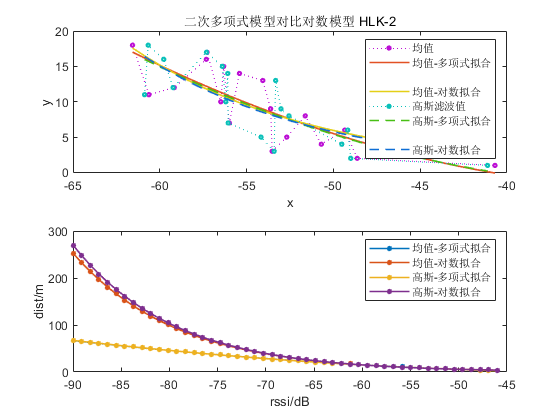 二次多项式模型对比对数模型 HLK-2
20
15
10
5
0
y
-65
-60
-55
-50
-45
-40
x
均值
均值-多项式拟合
均值-对数拟合
高斯滤波值
高斯-多项式拟合
高斯-对数拟合
300
200
100
0
dist/m
-90
-85
-80
-75
-70
-65
-60
-55
-50
-45
rssi/dB
均值-多项式拟合
均值-对数拟合
高斯-多项式拟合
高斯-对数拟合